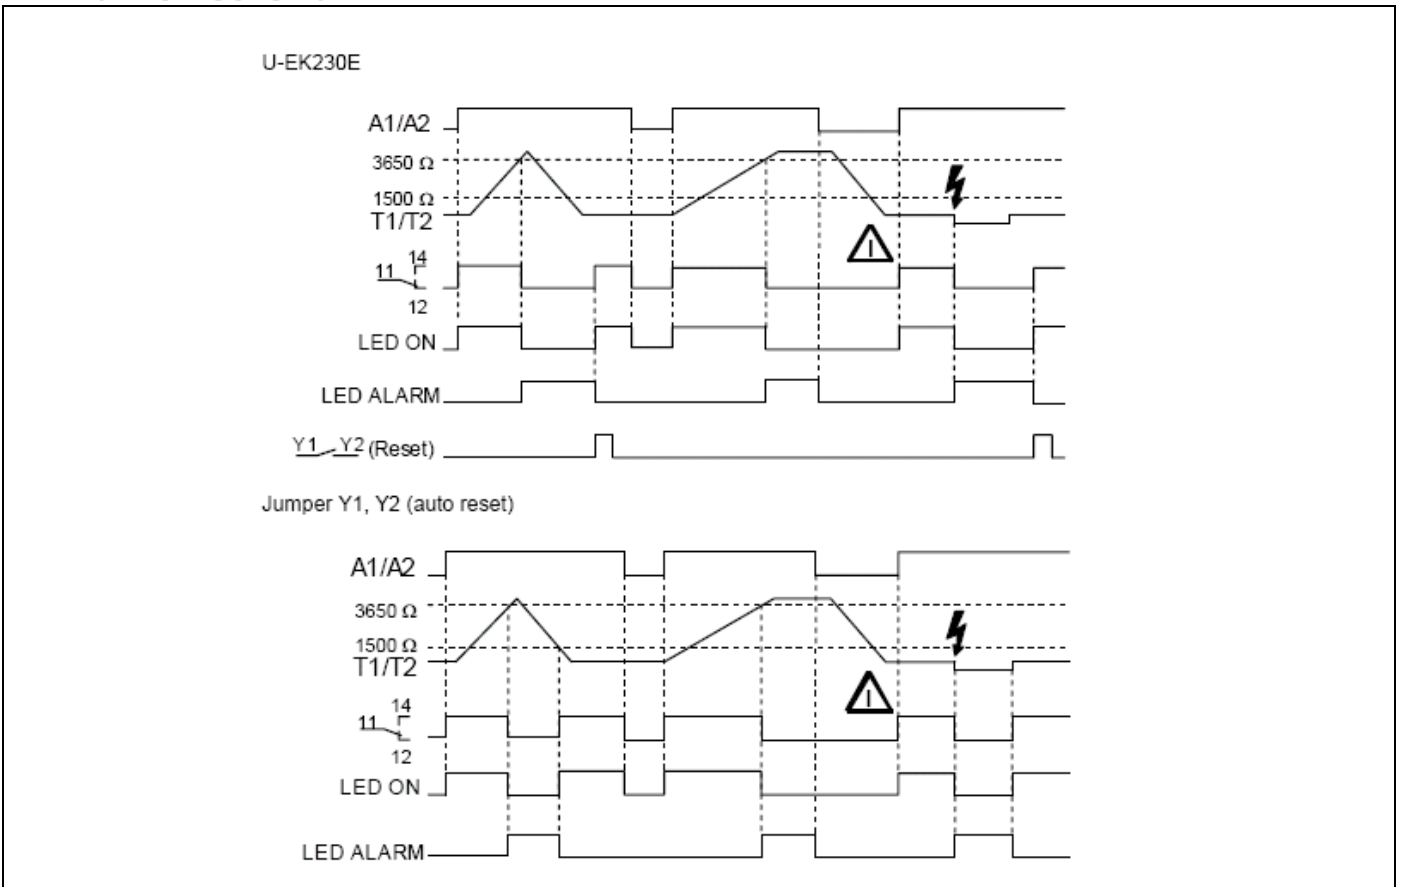 U-EK230E
A1/A2
3650 Ω
1500 Ω
T1/T2
14
11
12
LED ON
LED ALARM
Y1 Y2 (Reset)
Jumper Y1, Y2 (auto reset)
A1/A2
3650 Ω
1500 Ω
T1/T2
14
11
12
LED ON
LED ALARM